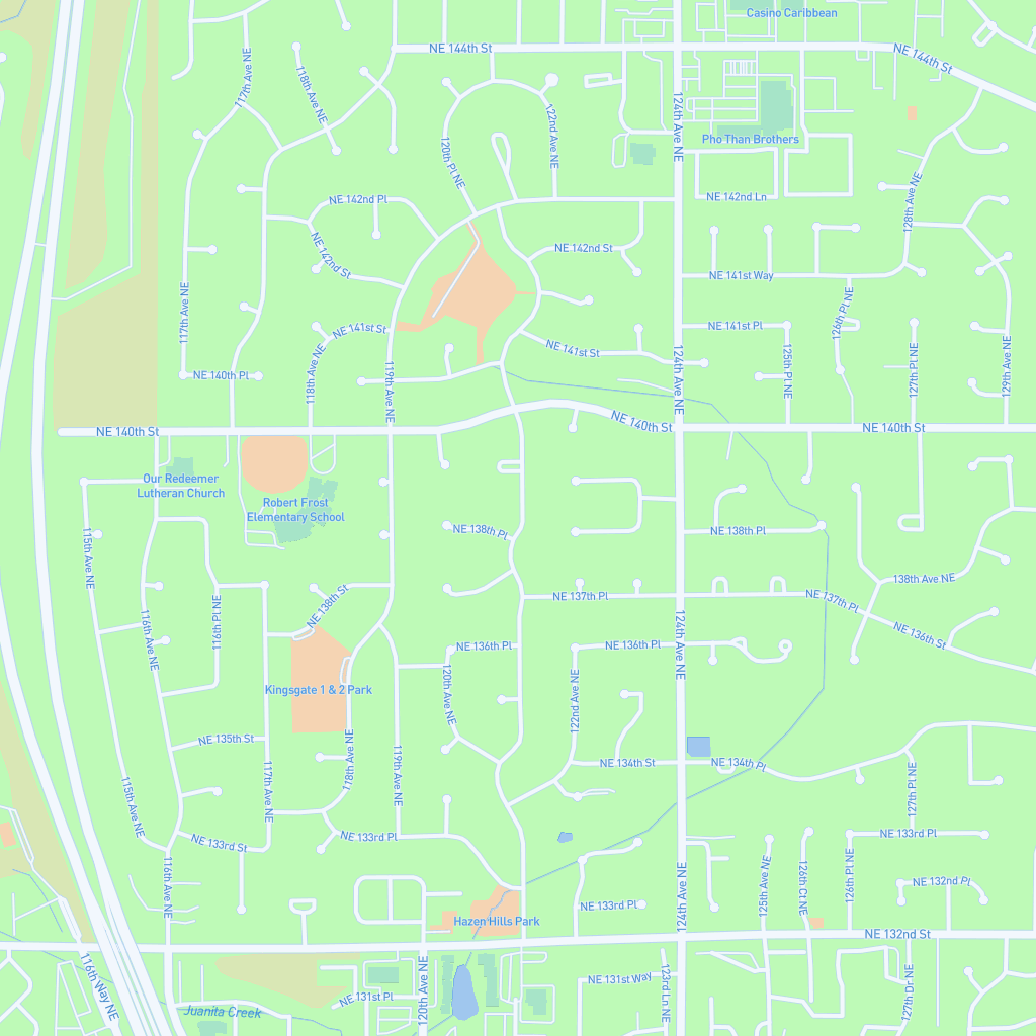 Casino Caribbean
NE 144th St
NE 144th St
117th Ave NE
118th Ave NE
124th Ave NE
122nd Ave NE
Pho Than Brothers
120th Pl NE
NE 142nd Pl
NE 142nd Ln
128th Ave NE
NE 142nd St
NE 142nd St
NE 141st Way
117th Ave NE
126th Pl NE
NE 141st St
NE 141st Pl
NE 141st St
118th Ave NE
119th Ave NE
124th Ave NE
125th Pl NE
127th Pl NE
129th Ave NE
NE 140th Pl
NE 140th St
NE 140th St
NE 140th St
Our Redeemer
Lutheran Church
Robert Frost
Elementary School
NE 138th Pl
NE 138th Pl
115th Ave NE
138th Ave NE
NE 138th St
NE 137th Pl
NE 137th Pl
116th Ave NE
116th Pl NE
124th Ave NE
NE 136th St
NE 136th Pl
NE 136th Pl
120th Ave NE
122nd Ave NE
Kingsgate 1 & 2 Park
NE 135th St
118th Ave NE
119th Ave NE
117th Ave NE
NE 134th St
NE 134th Pl
127th Pl NE
115th Ave NE
NE 133rd St
NE 133rd Pl
NE 133rd Pl
116th Ave NE
124th Ave NE
125th Ave NE
126th Ct NE
126th Pl NE
NE 132nd Pl
NE 133rd Pl
Hazen Hills Park
NE 132nd St
116th Way NE
120th Ave NE
NE 131st Way
123rd Ln NE
127th Dr NE
NE 131st Pl
Juanita Creek